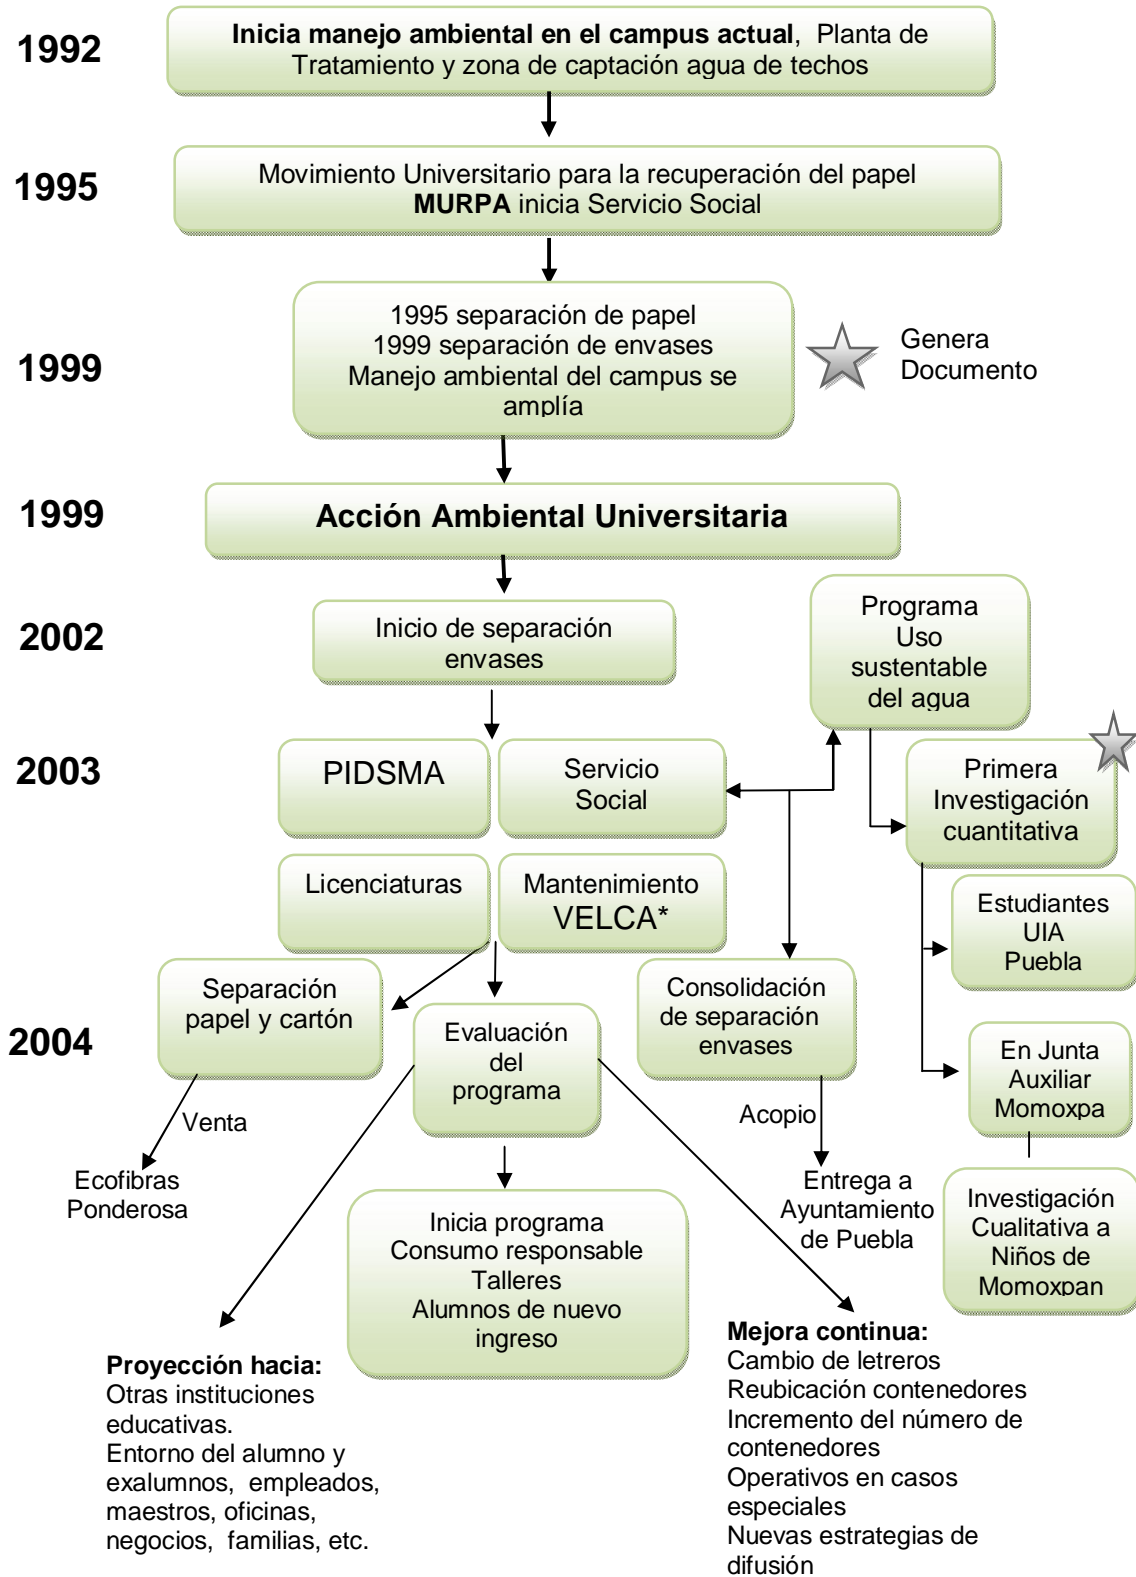 1992
Inicia manejo ambiental en el campus actual, Planta de
Tratamiento y zona de captación agua de techos
1995
Movimiento Universitario para la recuperación del papel
MURPA inicia Servicio Social
1999
1995 separación de papel
1999 separación de envases
Manejo ambiental del campus se
amplía
Genera
Documento
1999
Acción Ambiental Universitaria
2002
Inicio de separación
envases
Programa
Uso
sustentable
del agua
2003
PIDSMA
Servicio
Social
Primera
Investigación
cuantitativa
Licenciaturas
Mantenimiento
VELCA*
Estudiantes
UIA
Puebla
2004
Separación
papel y cartón
Evaluación
del
programa
Consolidación
de separación
envases
En Junta
Auxiliar
Momoxpa
Venta
Acopio
Ecofibras
Ponderosa
Entrega a
Ayuntamiento
de Puebla
Investigación
Cualitativa a
Niños de
Momoxpan
Inicia programa
Consumo responsable
Talleres
Alumnos de nuevo
ingreso
Proyección hacia:
Otras instituciones
educativas.
Entorno del alumno y
exalumnos, empleados,
maestros, oficinas,
negocios, familias, etc.
Mejora continua:
Cambio de letreros
Reubicación contenedores
Incremento del número de
contenedores
Operativos en casos
especiales
Nuevas estrategias de
difusión